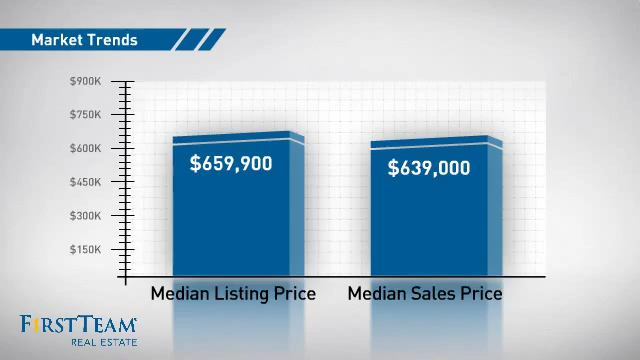 Market Trends
$900K
$750K
$600K
$450K
$300K
$150K
$659,900
$639,000
Median Listing Price
Median Sales Price
FIRSTTEAM®
REAL ESTATE